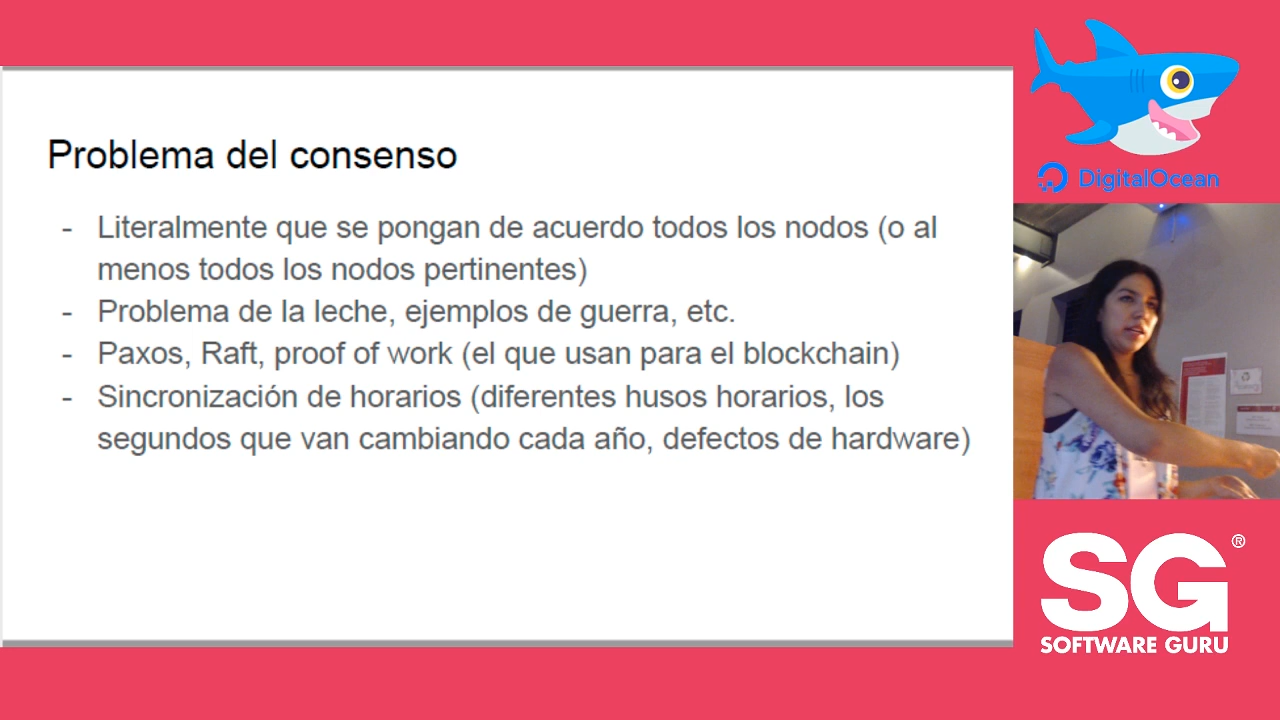 Problema del consenso
- Literalmente que se pongan de acuerdo todos los nodos (o al
menos todos los nodos pertinentes)
- Problema de la leche, ejemplos de guerra, etc.
- Paxos, Raft, proof of work (el que usan para el blockchain)
- Sincronización de horarios (diferentes husos horarios, los
segundos que van cambiando cada año, defectos de hardware)
DigitalOcean
SG®
SOFTWARE GURU